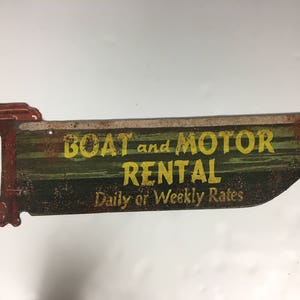 BOAT and MOTOR
RENTAL
Daily or Weekly Rates